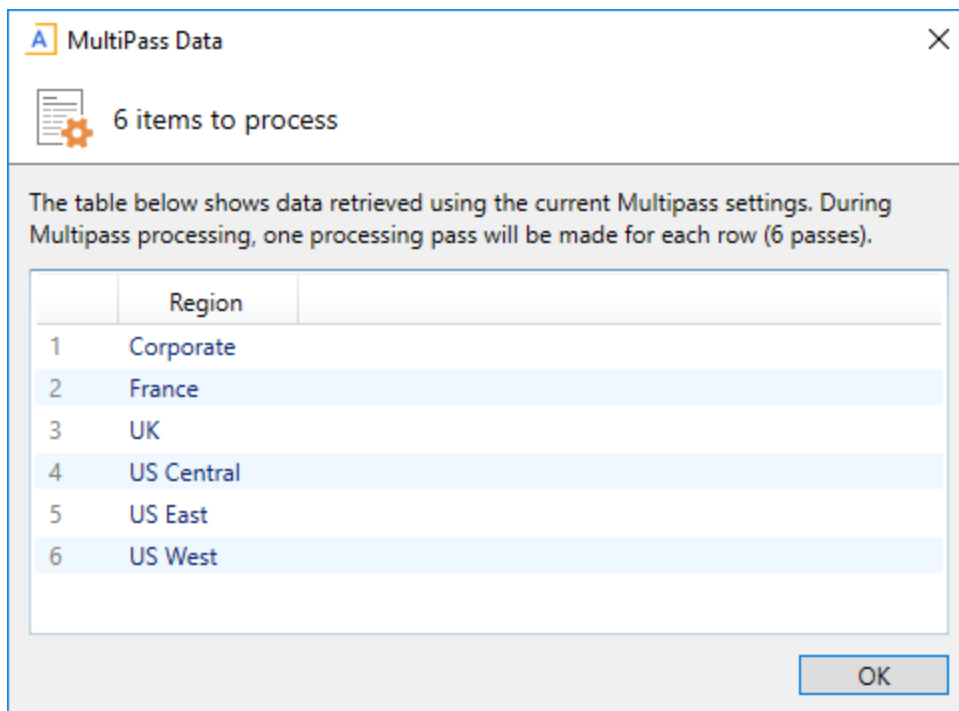 A MultiPass Data
6 items to process
The table below shows data retrieved using the current Multipass settings. During
Multipass processing, one processing pass will be made for each row (6 passes).
Region
1 Corporate
2 France
3 UK
4 US Central
5 US East
6 US West
OK